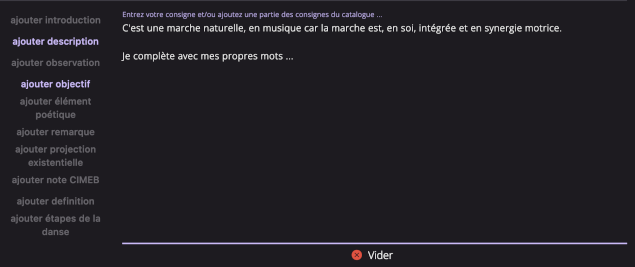 ajouter introduction
ajouter description
ajouter observation
ajouter objectif
ajouter élément
poétique
ajouter remarque
ajouter projection
existentielle
ajouter note CIMEB
ajouter definition
ajouter étapes de la
danse
Entrez votre consigne et/ou ajoutez une partie des consignes du catalogue ...
C'est une marche naturelle, en musique car la marche est, en soi, intégrée et en synergie motrice.
Je complète avec mes propres mots ...
Vider